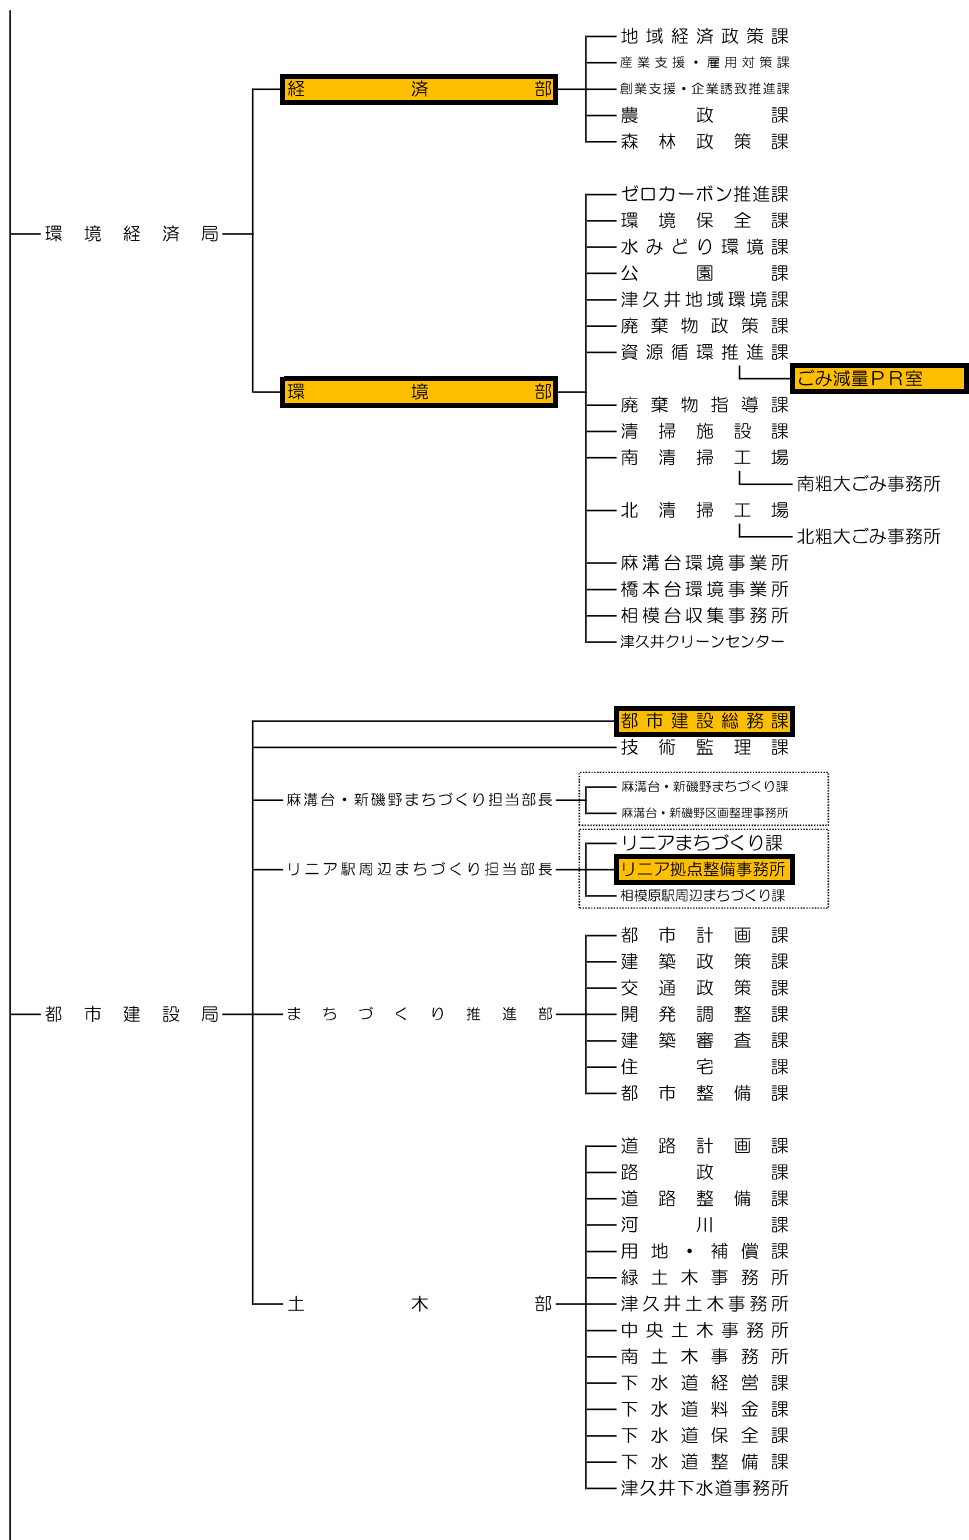 地域経済政策課
産業支援・雇用対策課
経済部
創業支援・企業誘致推進課
農政課
森林政策課
ゼロカーボン推進課
環境保全課
環境経済局
水みどり環境課
公園課
津久井地域環境課
廃棄物政策課
資源循環推進課
ごみ減量ＰＲ室
環境部
廃棄物指導課
清掃施設課
南清掃工場
南粗大ごみ事務所
北清掃工場
北粗大ごみ事務所
麻溝台環境事業所
橋本台環境事業所
相模台収集事務所
津久井クリーンセンター
都市建設総務課
技術監理課
麻溝台・新磯野まちづくり課
麻溝台・新磯野まちづくり担当部長
麻溝台・新磯野区画整理事務所
リニアまちづくり課
リニア駅周辺まちづくり担当部長
リニア拠点整備事務所
相模原駅周辺まちづくり課
都市計画課
建築政策課
交通政策課
都市建設局
まちづくり推進部
開発調整課
建築審査課
住宅課
都市整備課
道路計画課
路政課
道路整備課
河川課
用地・補償課
緑土木事務所
土木部
津久井土木事務所
中央土木事務所
南土木事務所
下水道経営課
下水道料金課
下水道保全課
下水道整備課
津久井下水道事務所